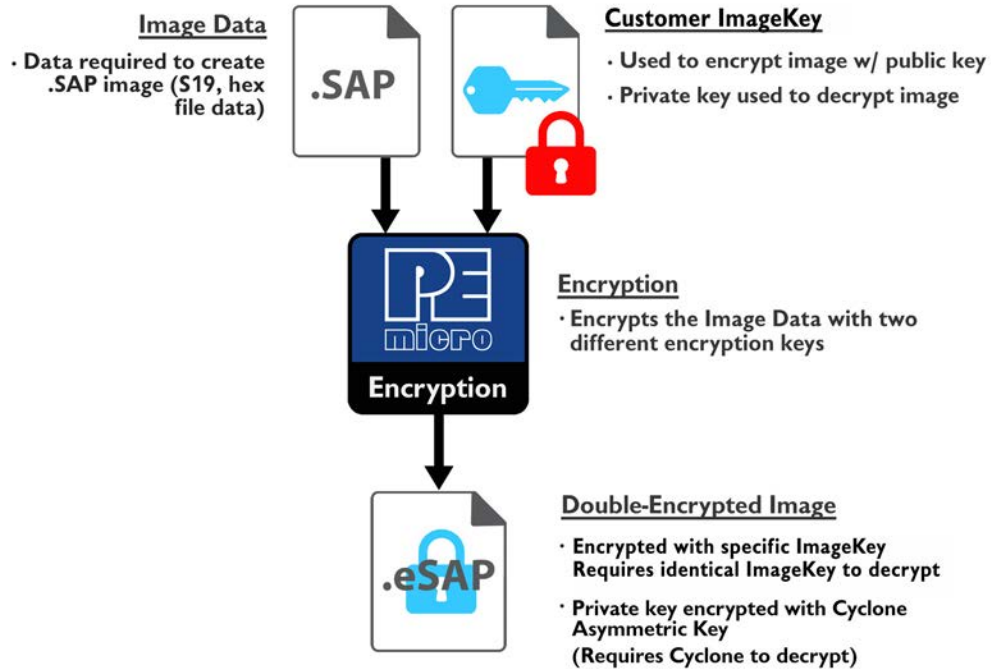 Image Data
· Data required to create
.SAP image (S19, hex
file data)
.SAP
Customer ImageKey
· Used to encrypt image w/ public key
· Private key used to decrypt image
PE
micro
Encryption
Encryption
· Encrypts the Image Data with two
different encryption keys
.eSAP
Double-Encrypted Image
· Encrypted with specific ImageKey
Requires identical ImageKey to decrypt
· Private key encrypted with Cyclone
Asymmetric Key
(Requires Cyclone to decrypt)